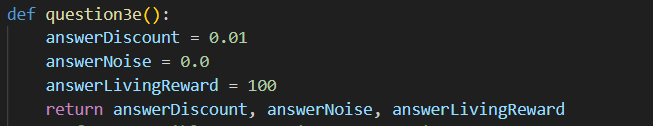 def question3e():
    answerDiscount = 0.01
    answerNoise = 0.0
    answerLivingReward = 100
    return answerDiscount, answerNoise, answerLivingReward